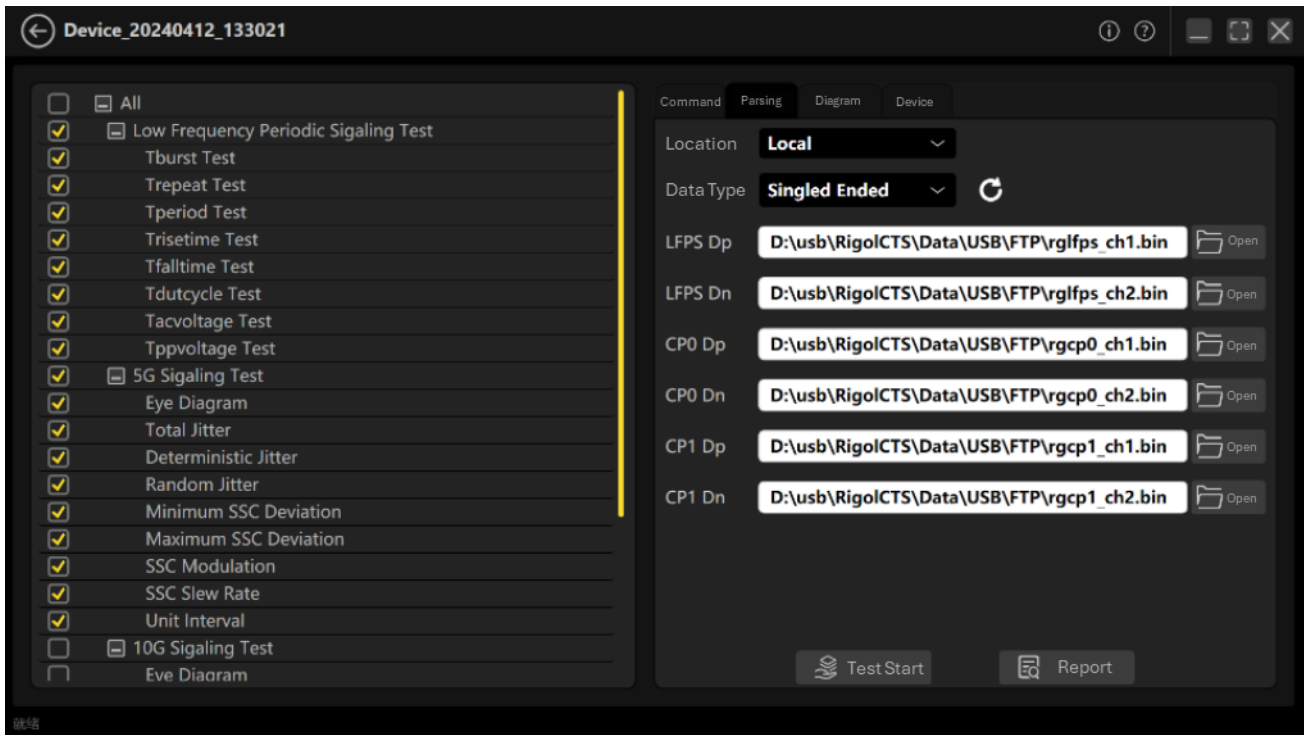 Device_20240412_133021
All
Low Frequency Periodic Sigaling Test
Tburst Test
Trepeat Test
Tperiod Test
Trisetime Test
Tfalltime Test
Tdutcycle Test
Tacvoltage Test
Tppvoltage Test
5G Sigaling Test
Eye Diagram
Total Jitter
Deterministic Jitter
Random Jitter
Minimum SSC Deviation
Maximum SSC Deviation
SSC Modulation
SSC Slew Rate
Unit Interval
10G Sigaling Test
Eye Diagram
Command Parsing Diagram Device
Location Local
Data Type Singled Ended
LFPS Dp D:\usb\RigolCTS\Data\USB\FTP\rglfps_ch1.bin Open
LFPS Dn D:\usb\RigolCTS\Data\USB\FTP\rglfps_ch2.bin Open
CP0 Dp D:\usb\RigolCTS\Data\USB\FTP\rgcp0_ch1.bin Open
CP0 Dn D:\usb\RigolCTS\Data\USB\FTP\rgcp0_ch2.bin Open
CP1 Dp D:\usb\RigolCTS\Data\USB\FTP\rgcp1_ch1.bin Open
CP1 Dn D:\usb\RigolCTS\Data\USB\FTP\rgcp1_ch2.bin Open
Test Start Report
就绪